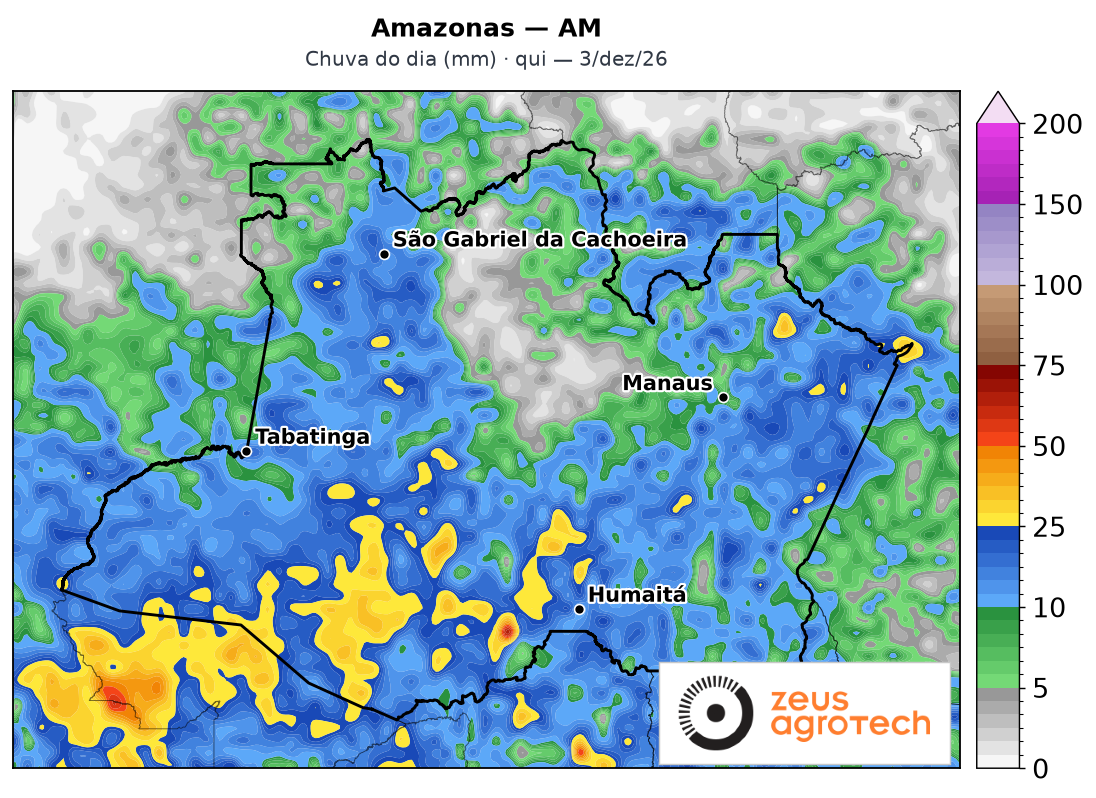 Amazonas — AM
Chuva do dia (mm) · qui — 3/dez/26
200
São Gabriel da Cachoeira
150
100
75
Manaus
Tabatinga
50
25
Humaitá
10
5
zeus
agrotech
0